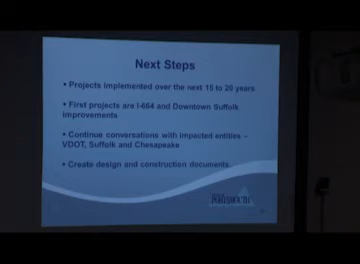 Next Steps
• Projects implemented over the next 15 to 20 years
• First projects are I-664 and Downtown Suffolk
improvements
• Continue conversations with impacted entities –
VDOT, Suffolk and Chesapeake
• Create design and construction documents
PORTSMOUTH